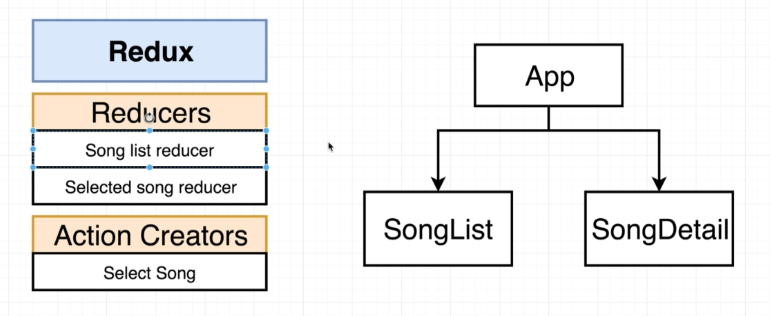 Redux
Reducers
Song list reducer
Selected song reducer
Action Creators
Select Song
App
SongList
SongDetail